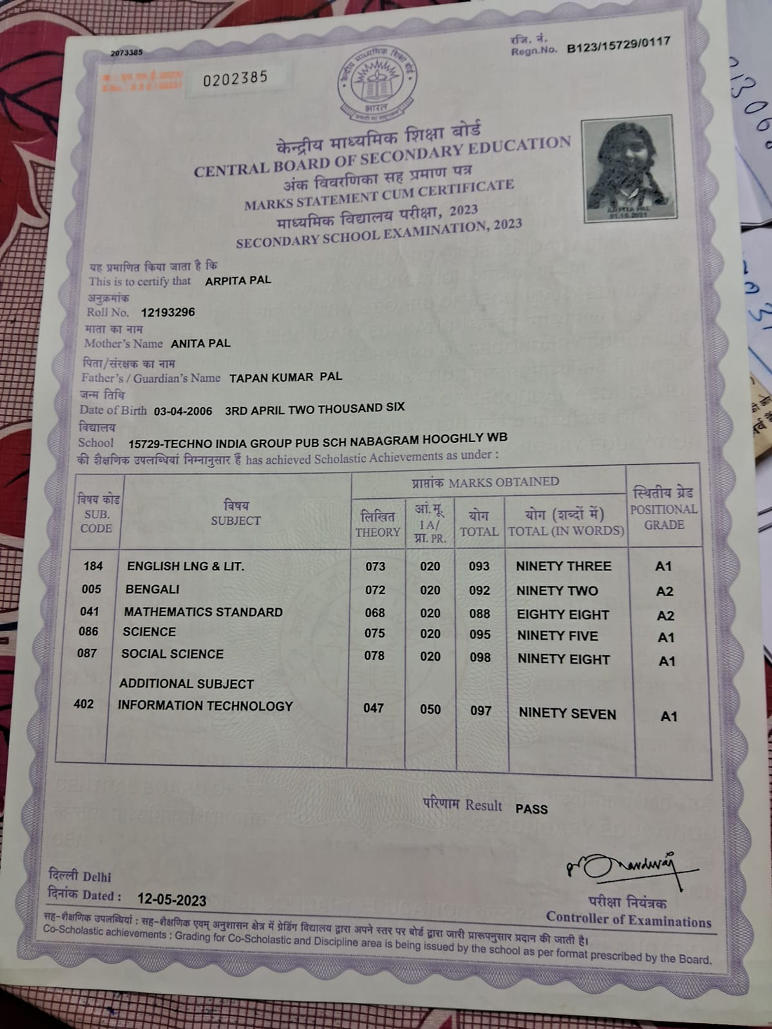 2073385
0202385
रजि. नं.
Regn.No. B123/15729/0117
केन्द्रीय माध्यमिक शिक्षा बोर्ड
भारत
केन्द्रीय माध्यमिक शिक्षा बोर्ड
CENTRAL BOARD OF SECONDARY EDUCATION
अंक विवरणिका सह प्रमाण पत्र
MARKS STATEMENT CUM CERTIFICATE
माध्यमिक विद्यालय परीक्षा, 2023
SECONDARY SCHOOL EXAMINATION, 2023
ARPITA PAL
यह प्रमाणित किया जाता है कि
This is to certify that ARPITA PAL
अनुक्रमांक
Roll No. 12193296
माता का नाम
Mother's Name ANITA PAL
पिता/संरक्षक का नाम
Father's / Guardian's Name TAPAN KUMAR PAL
जन्म तिथि
Date of Birth 03-04-2006 3RD APRIL TWO THOUSAND SIX
विद्यालय
School 15729-TECHNO INDIA GROUP PUB SCH NABAGRAM HOOGHLY WB
की शैक्षणिक उपलब्धियां निम्नानुसार हैं has achieved Scholastic Achievements as under :
विषय कोड SUB. CODE
विषय SUBJECT
प्राप्तांक MARKS OBTAINED
लिखित THEORY
आं.मू. IA/ प्रा. PR.
योग TOTAL
योग (शब्दों में) TOTAL (IN WORDS)
स्थितीय ग्रेड POSITIONAL GRADE
184 ENGLISH LNG & LIT. 073 020 093 NINETY THREE A1
005 BENGALI 072 020 092 NINETY TWO A2
041 MATHEMATICS STANDARD 068 020 088 EIGHTY EIGHT A2
086 SCIENCE 075 020 095 NINETY FIVE A1
087 SOCIAL SCIENCE 078 020 098 NINETY EIGHT A1
ADDITIONAL SUBJECT
402 INFORMATION TECHNOLOGY 047 050 097 NINETY SEVEN A1
परिणाम Result PASS
दिल्ली Delhi
दिनांक Dated : 12-05-2023
परीक्षा नियंत्रक
Controller of Examinations
सह-शैक्षणिक उपलब्धियां : सह-शैक्षणिक एवम् अनुशासन क्षेत्र में ग्रेडिंग विद्यालय द्वारा अपने स्तर पर बोर्ड द्वारा जारी प्रारूपनुसार प्रदान की जाती है।
Co-Scholastic achievements : Grading for Co-Scholastic and Discipline area is being issued by the school as per format prescribed by the Board.